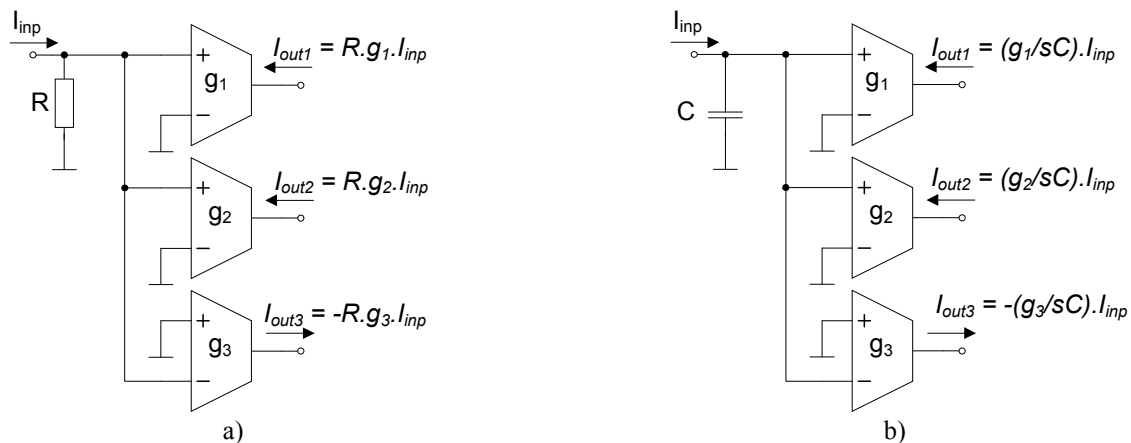 I_inp
I_out1 = R.g_1.I_inp
+
g_1
−
R
I_out2 = R.g_2.I_inp
+
g_2
−
I_out3 = -R.g_3.I_inp
+
g_3
−
a)
I_inp
I_out1 = (g_1/sC).I_inp
+
g_1
−
C
I_out2 = (g_2/sC).I_inp
+
g_2
−
I_out3 = -(g_3/sC).I_inp
+
g_3
−
b)